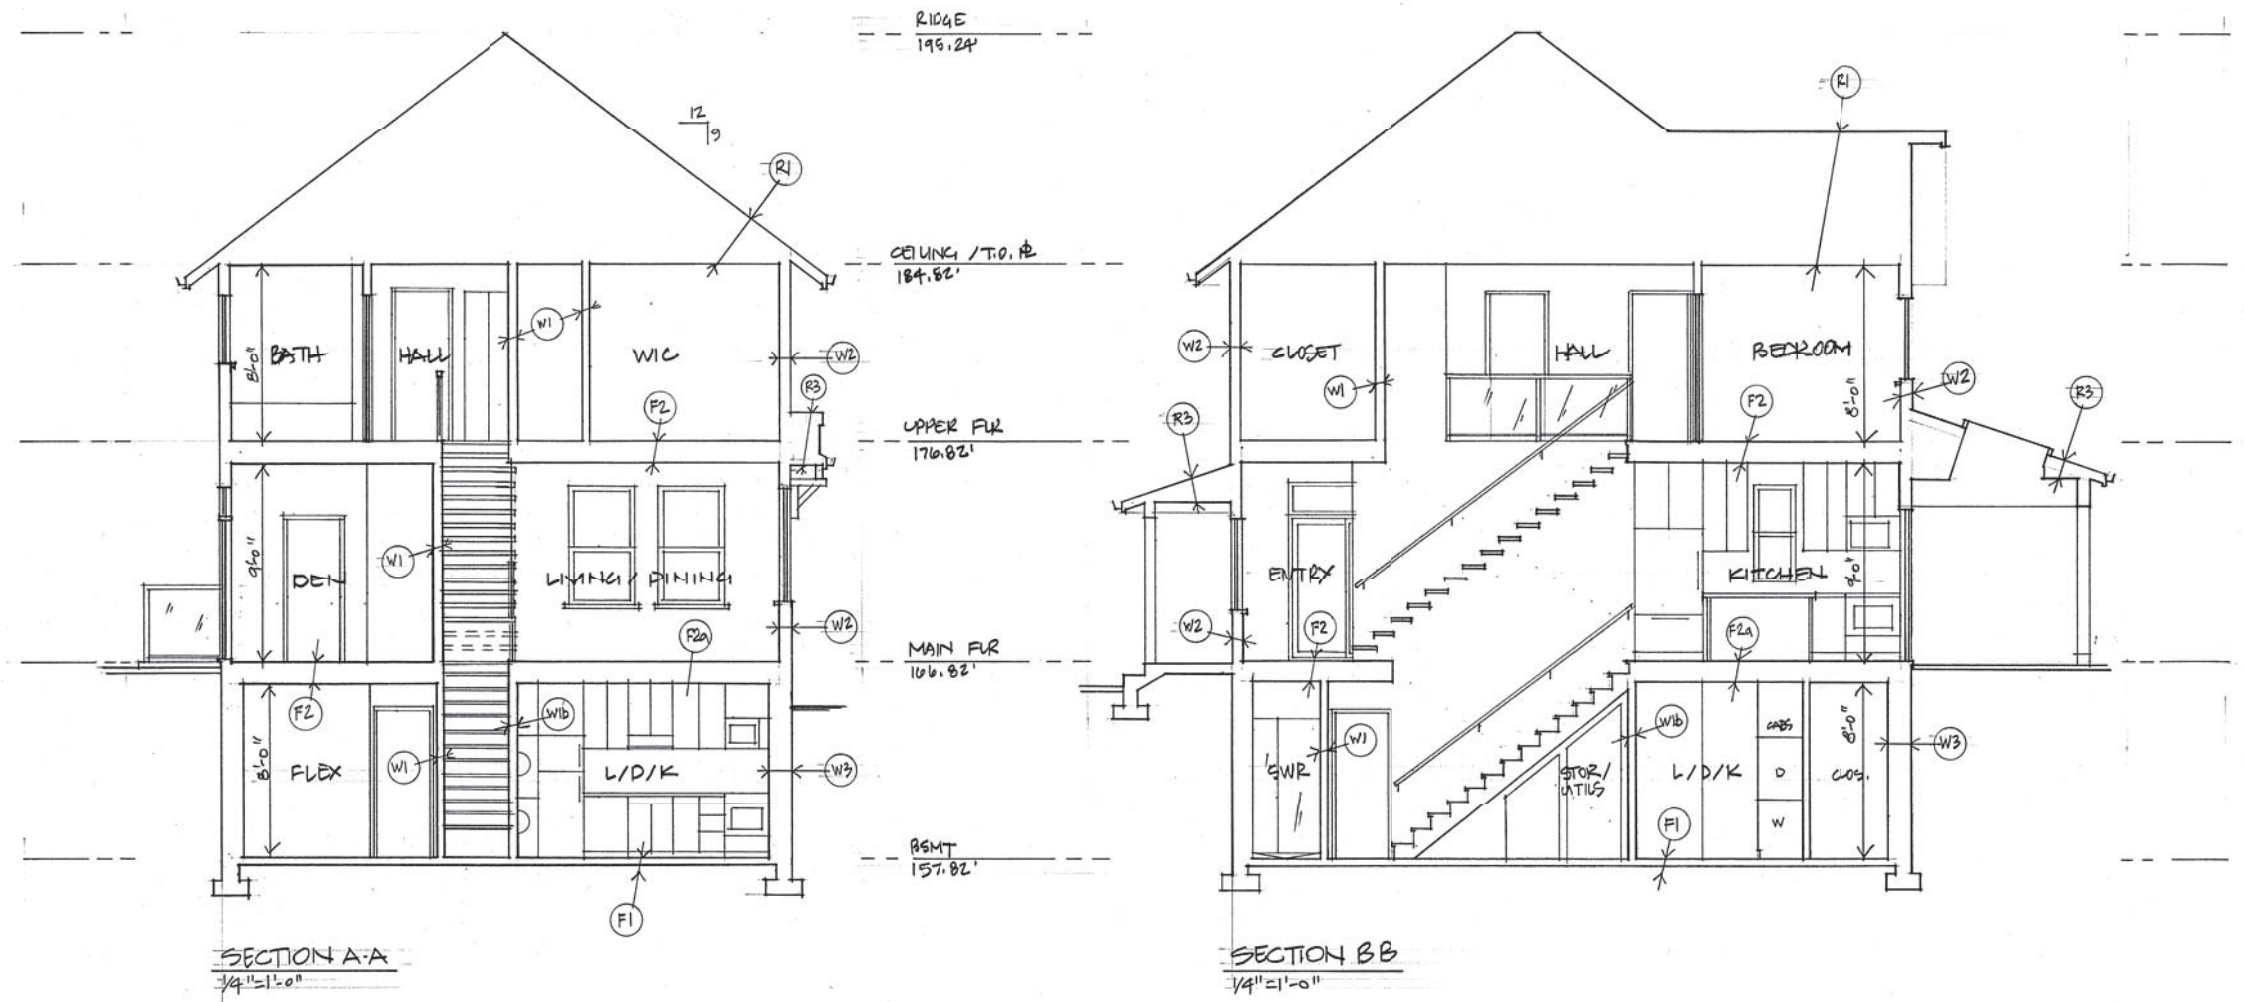 RIDGE
195.24'
12
9
R1
CEILING / T.O. PL
184.82'
BATH
8'-0"
HALL
W1
WIC
W2
R3
F2
UPPER FLR
176.82'
DEN
9'-0"
W1
LIVING / DINING
W2
F2a
MAIN FLR
166.82'
F2
FLEX
8'-0"
W1
W1b
L/D/K
W3
BSMT
157.82'
F1
SECTION A-A
1/4"=1'-0"
R1
W2
CLOSET
W1
HALL
BEDROOM
8'-0"
W2
R3
F2
R3
ENTRY
W2
F2
KITCHEN
9'-0"
F2a
SWR
W1
STOR/
UTILS
W1b
L/D/K
CABS
D
W
8'-0"
CLOS.
W3
F1
SECTION BB
1/4"=1'-0"